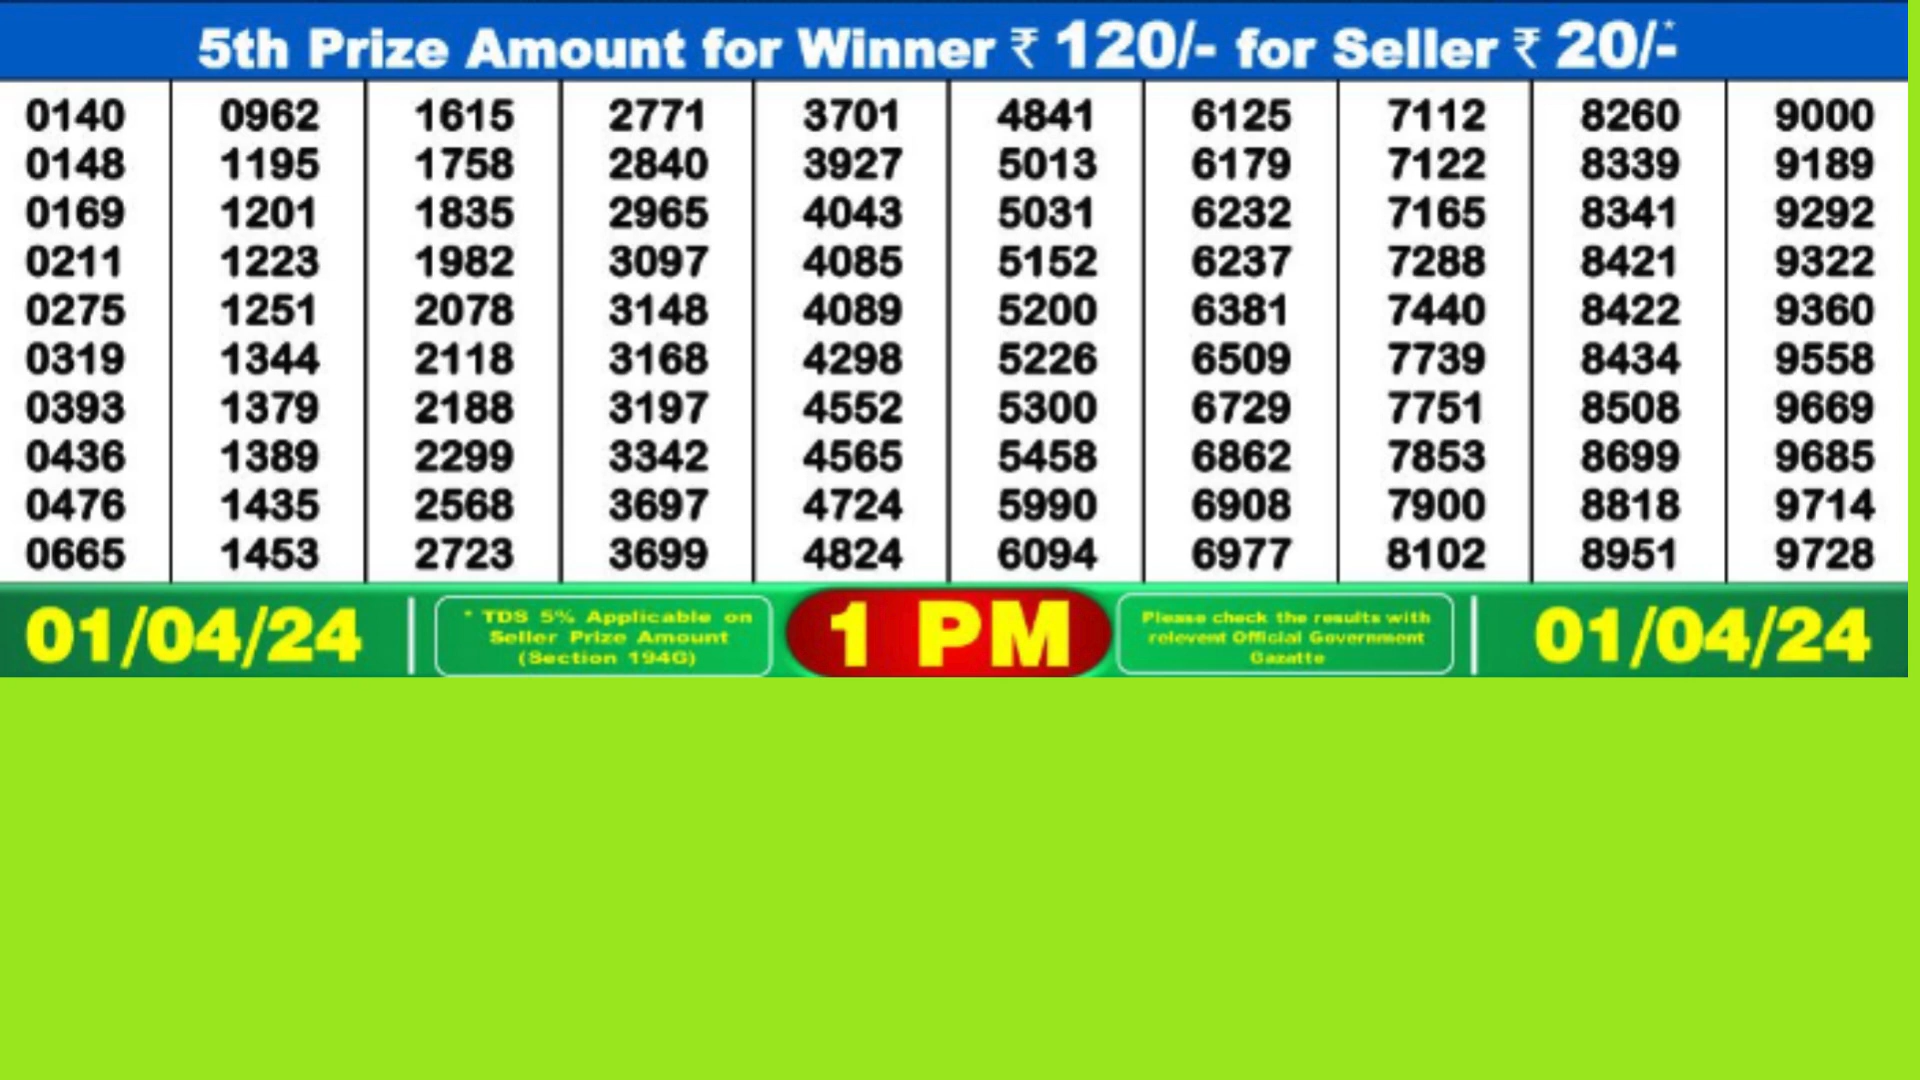 5th Prize Amount for Winner ₹ 120/- for Seller ₹ 20/-*
0140 0962 1615 2771 3701 4841 6125 7112 8260 9000
0148 1195 1758 2840 3927 5013 6179 7122 8339 9189
0169 1201 1835 2965 4043 5031 6232 7165 8341 9292
0211 1223 1982 3097 4085 5152 6237 7288 8421 9322
0275 1251 2078 3148 4089 5200 6381 7440 8422 9360
0319 1344 2118 3168 4298 5226 6509 7739 8434 9558
0393 1379 2188 3197 4552 5300 6729 7751 8508 9669
0436 1389 2299 3342 4565 5458 6862 7853 8699 9685
0476 1435 2568 3697 4724 5990 6908 7900 8818 9714
0665 1453 2723 3699 4824 6094 6977 8102 8951 9728
01/04/24
* TDS 5% Applicable on
Seller Prize Amount
(Section 194G)
1 PM
Please check the results with
relevent Official Government
Gazatte
01/04/24